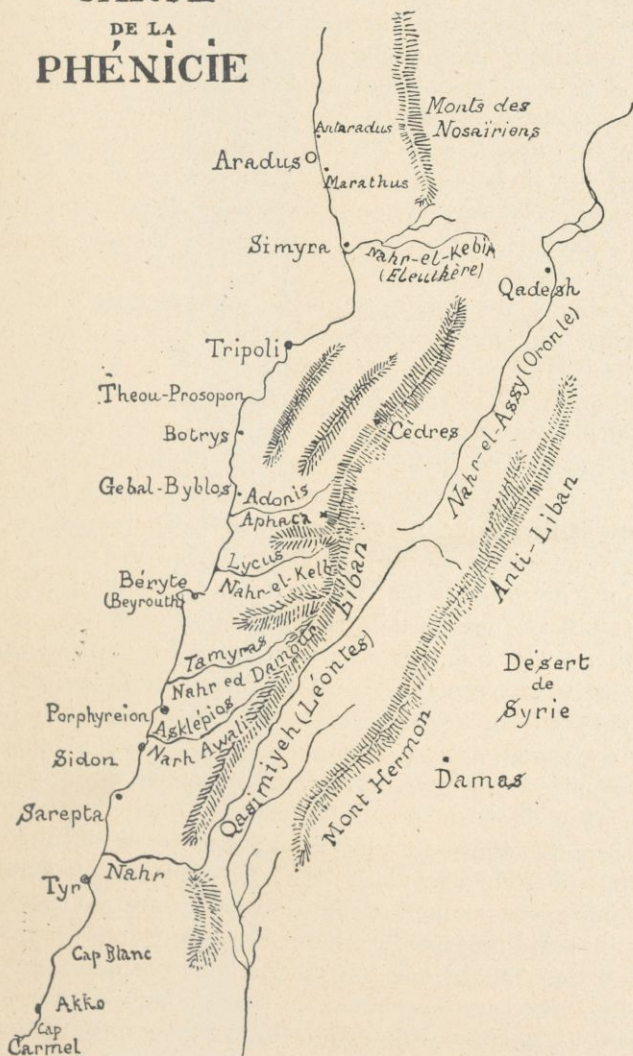 DE LA
PHÉNICIE
Monts des
Nosaïriens
Antaradus
Aradus
Marathus
Simyra
Nahr-el-Kebir
(Eleuthère)
Qadesh
Tripoli
Nahr-el-Assy (Oronte)
Theou-Prosopon
Botrys
Cèdres
Gebal-Byblos
Adonis
Aphaca
Anti-Liban
Lycus
Nahr-el-Kelb
Liban
Béryte
(Beyrouth)
Tamyras
Nahr ed Damour
Désert
de
Syrie
Porphyreion
Asklépios
Narh Awali
Qasimiyeh (Léontes)
Mont Hermon
Sidon
Damas
Sarepta
Tyr
Nahr
Cap Blanc
Akko
Cap
Carmel